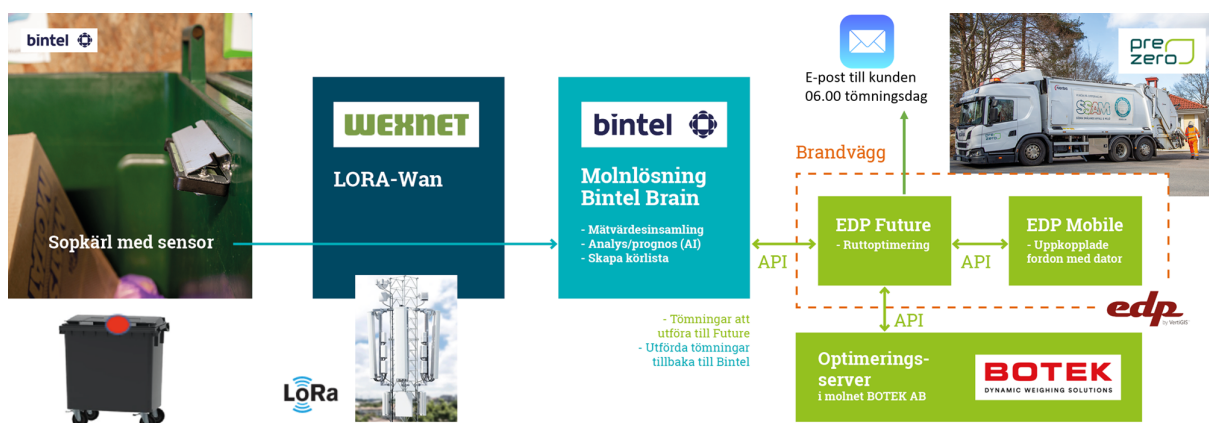 bintel
Sopkärl med sensor
LoRa
WEXNET
LORA-Wan
bintel
Molnlösning
Bintel Brain
- Mätvärdesinsamling
- Analys/prognos (AI)
- Skapa körlista
API
- Tömningar att
utföra till Future
- Utförda tömningar
tillbaka till Bintel
E-post till kunden
06.00 tömningsdag
Brandvägg
EDP Future
- Ruttoptimering
API
EDP Mobile
- Uppkopplade
fordon med dator
API
edp
by VertiGIS
Optimerings-
server
i molnet BOTEK AB
BOTEK
DYNAMIC WEIGHING SOLUTIONS
pre
zero
SSAM